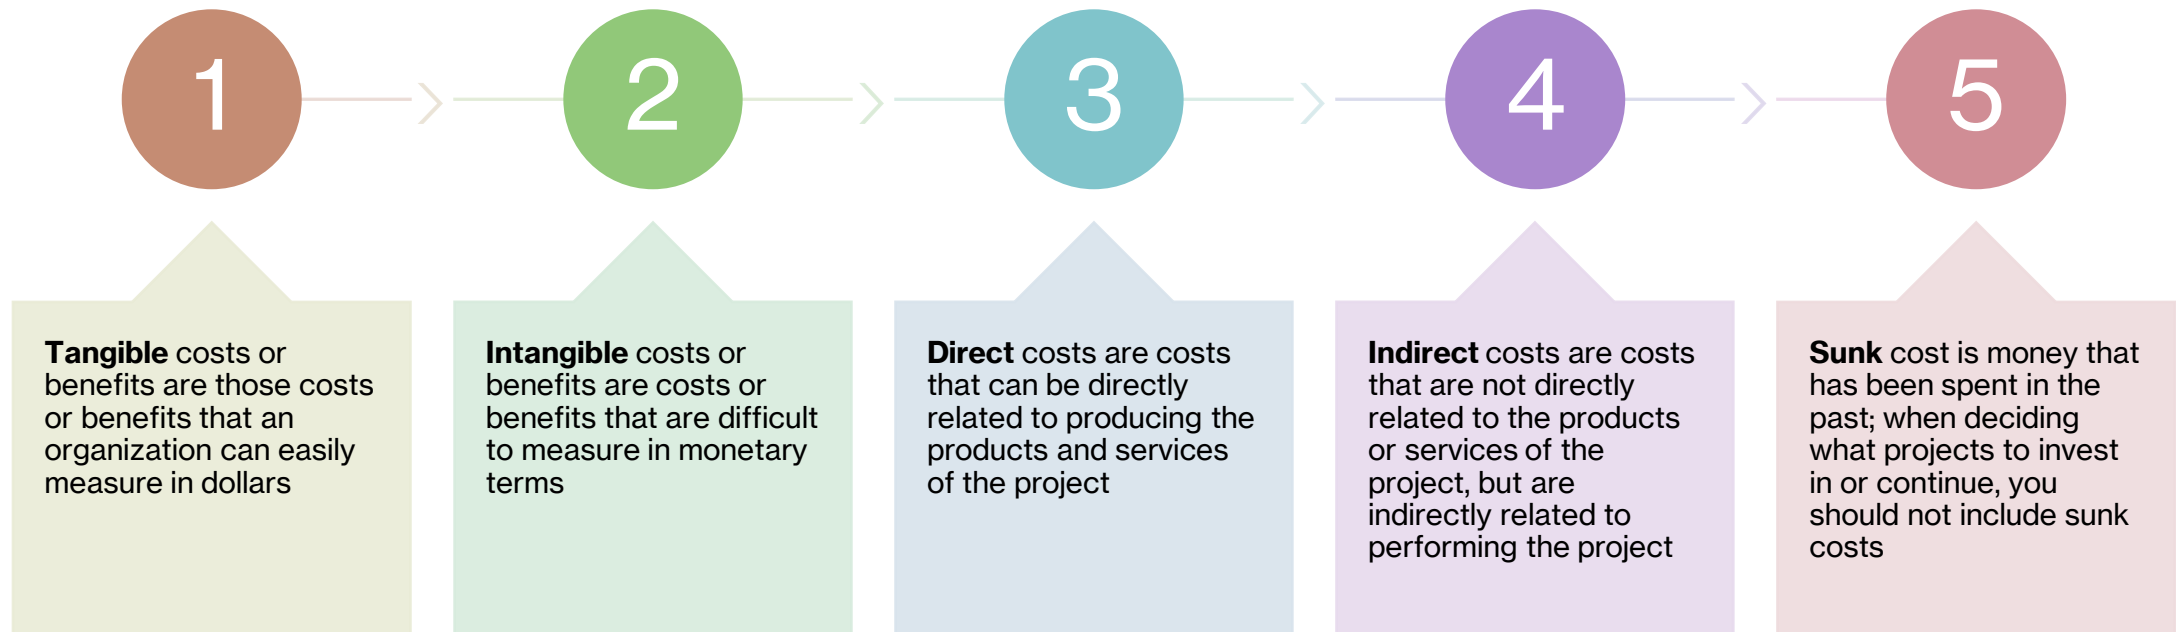 1
2
3
4
5
Tangible costs or
benefits are those costs
or benefits that an
organization can easily
measure in dollars
Intangible costs or
benefits are costs or
benefits that are difficult
to measure in monetary
terms
Direct costs are costs
that can be directly
related to producing the
products and services
of the project
Indirect costs are costs
that are not directly
related to the products
or services of the
project, but are
indirectly related to
performing the project
Sunk cost is money that
has been spent in the
past; when deciding
what projects to invest
in or continue, you
should not include sunk
costs